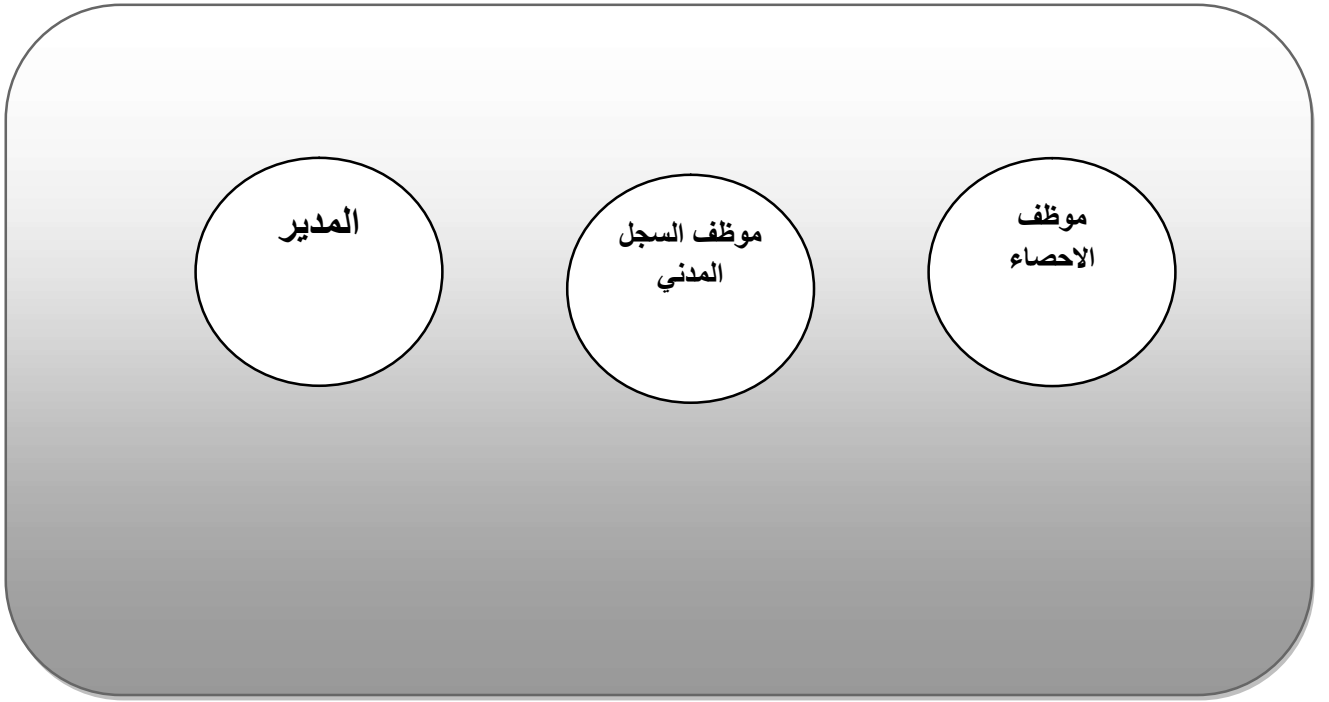 موظف
الاحصاء
موظف السجل
المدني
المدير